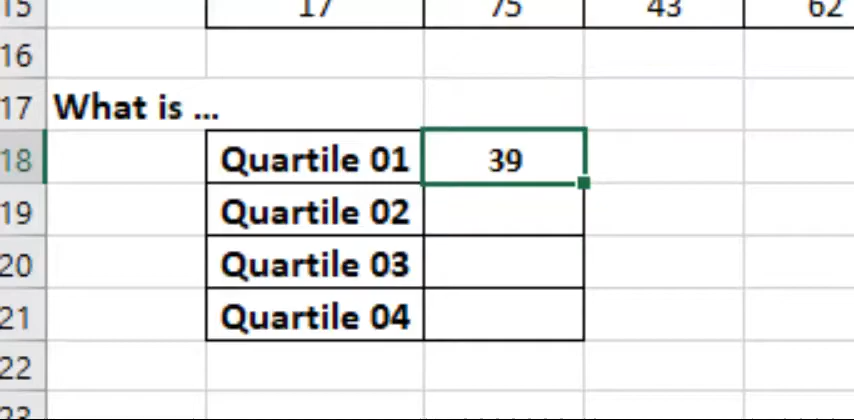 15 17 75 43 62
16
17 What is ...
18 Quartile 01 39
19 Quartile 02
20 Quartile 03
21 Quartile 04
22
23